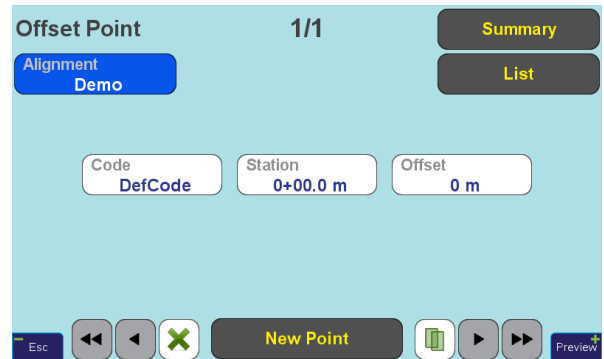 Offset Point 1/1 Summary
Alignment
Demo
List
Code
DefCode
Station
0+00.0 m
Offset
0 m
- Esc
New Point
+
Preview